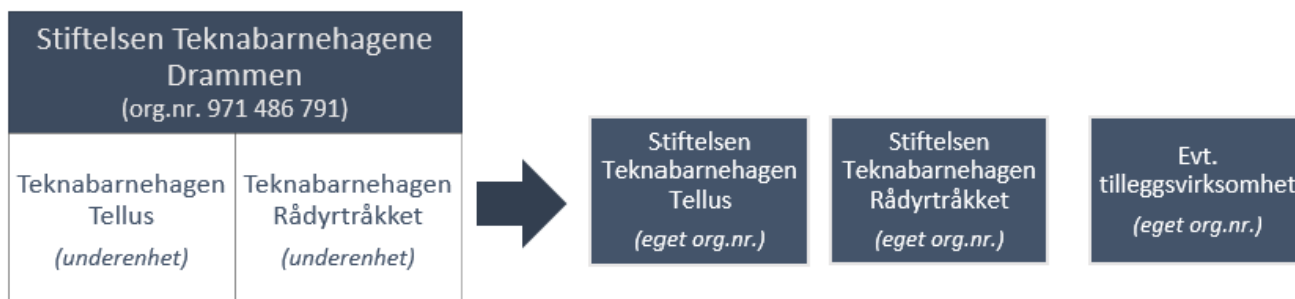 Stiftelsen Teknabarnehagene
Drammen
(org.nr. 971 486 791)
Teknabarnehagen
Tellus
(underenhet)
Teknabarnehagen
Rådyrtråkket
(underenhet)
Stiftelsen
Teknabarnehagen
Tellus
(eget org.nr.)
Stiftelsen
Teknabarnehagen
Rådyrtråkket
(eget org.nr.)
Evt.
tilleggsvirksomhet
(eget org.nr.)